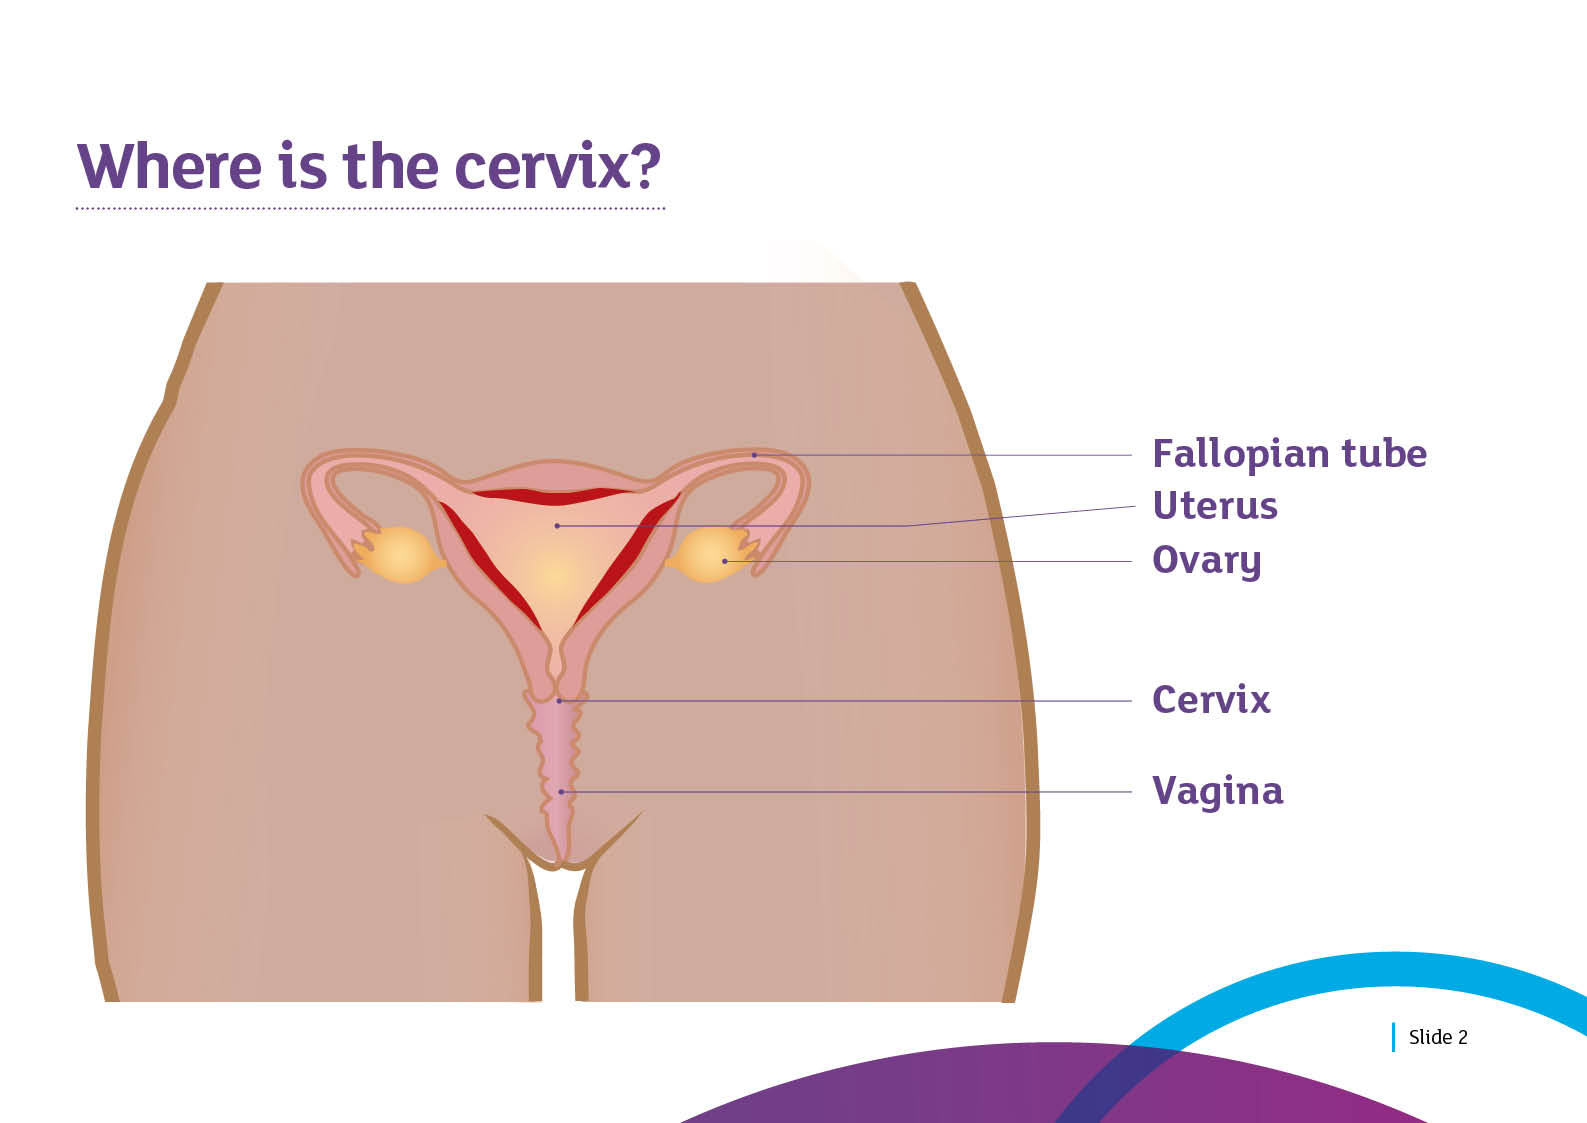 Where is the cervix?
Fallopian tube
Uterus
Ovary
Cervix
Vagina
Slide 2